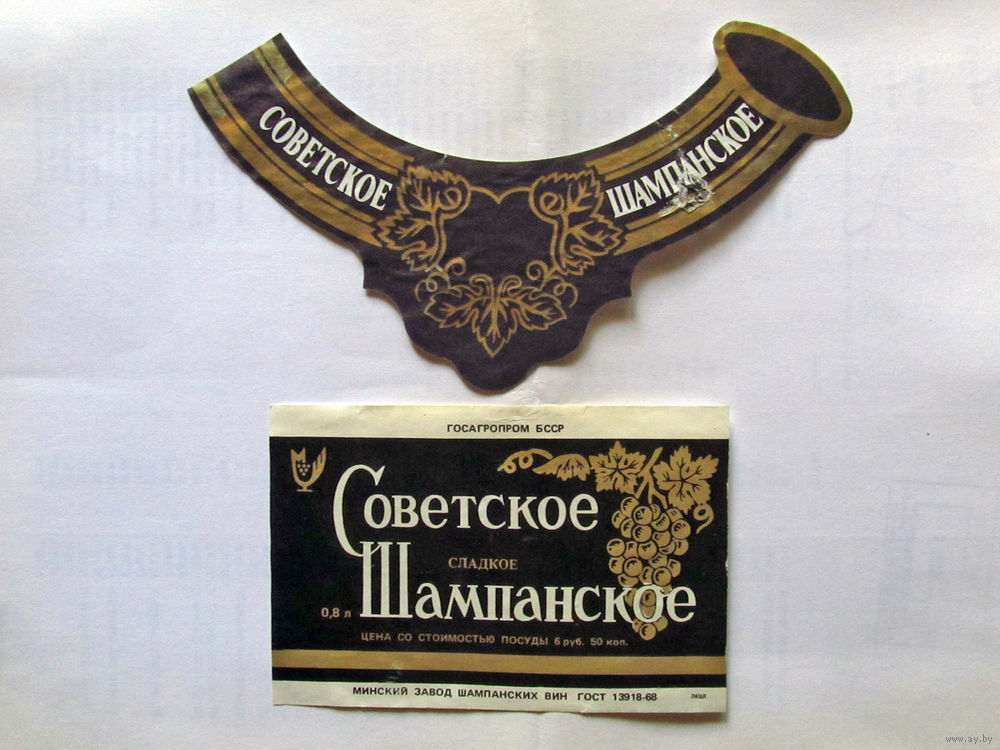 СОВЕТСКОЕ
ШАМПАНСКОЕ
ГОСАГРОПРОМ БССР
Советское
СЛАДКОЕ
0,8 л Шампанское
ЦЕНА СО СТОИМОСТЬЮ ПОСУДЫ 6 руб. 50 коп.
МИНСКИЙ ЗАВОД ШАМПАНСКИХ ВИН ГОСТ 13918-68
www.ay.by